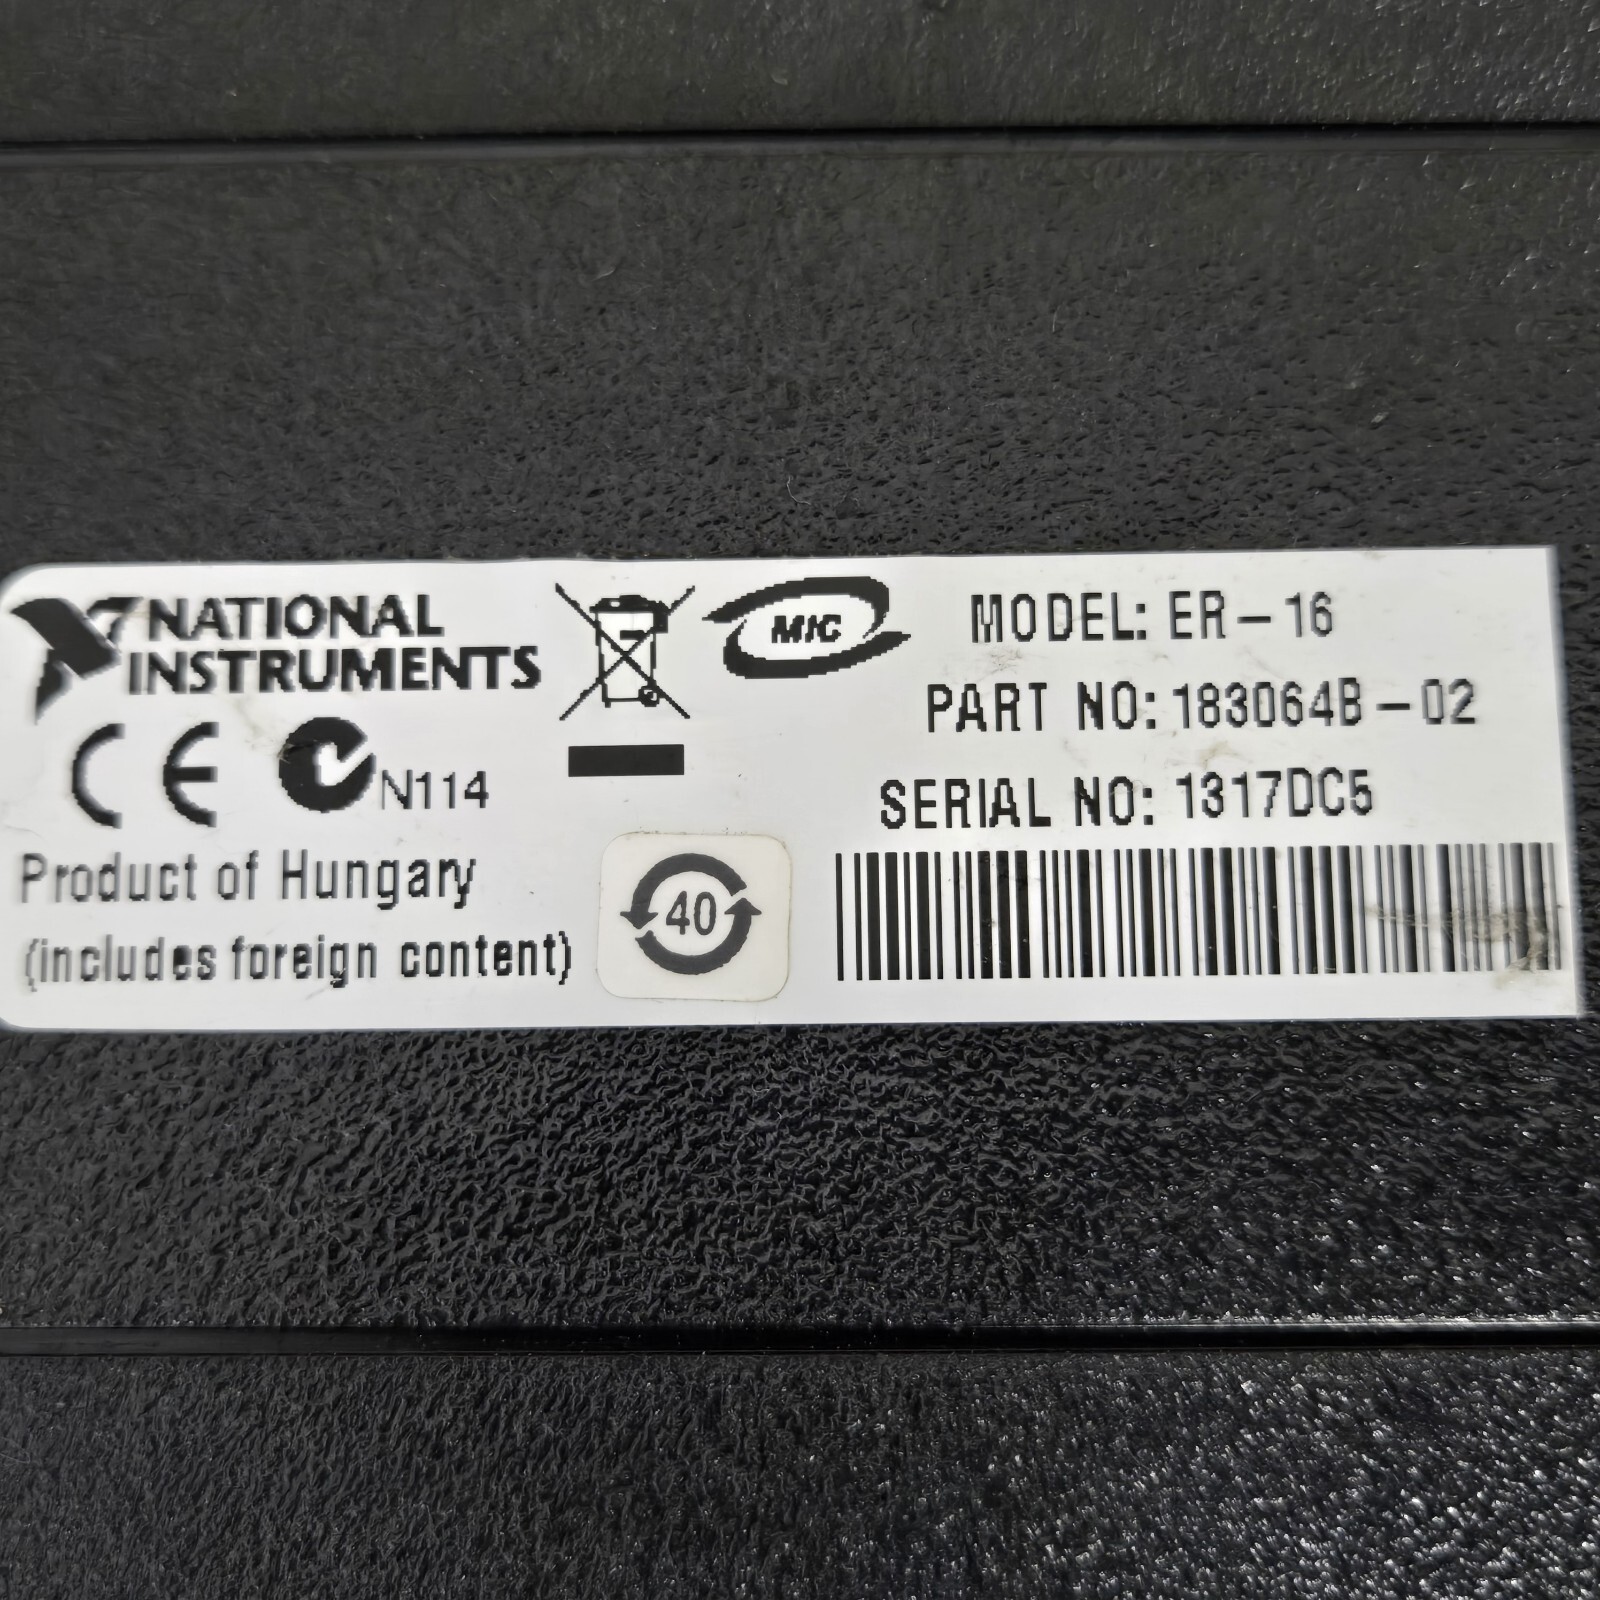 NATIONAL
INSTRUMENTS
MIC
MODEL: ER-16
PART NO: 183064B-02
CE N114
SERIAL NO: 1317DC5
Product of Hungary
(includes foreign content)
40